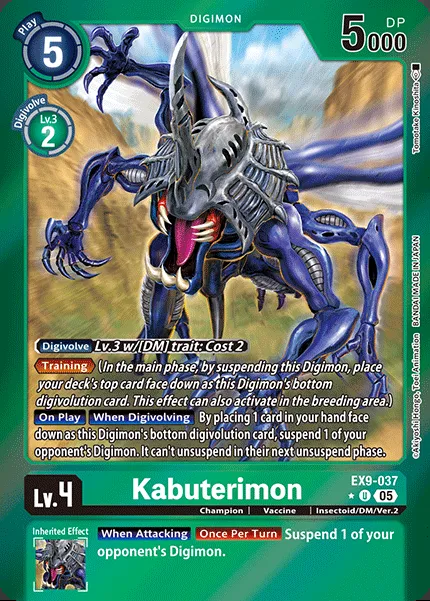 Play
5
DIGIMON
DP
5000
Digivolve
Lv.3
2
Tomotake Kinoshita
©Akiyoshi Hongo, Toei Animation BANDAI MADE IN JAPAN
Digivolve Lv.3 w/[DM] trait: Cost 2
Training (In the main phase, by suspending this Digimon, place
your deck's top card face down as this Digimon's bottom
digivolution card. This effect can also activate in the breeding area.)
On Play When Digivolving By placing 1 card in your hand face
down as this Digimon's bottom digivolution card, suspend 1 of your
opponent's Digimon. It can't unsuspend in their next unsuspend phase.
Lv.4
Kabuterimon
EX9-037
U 05
Champion | Vaccine | Insectoid/DM/Ver.2
Inherited Effect
When Attacking Once Per Turn Suspend 1 of your
opponent's Digimon.